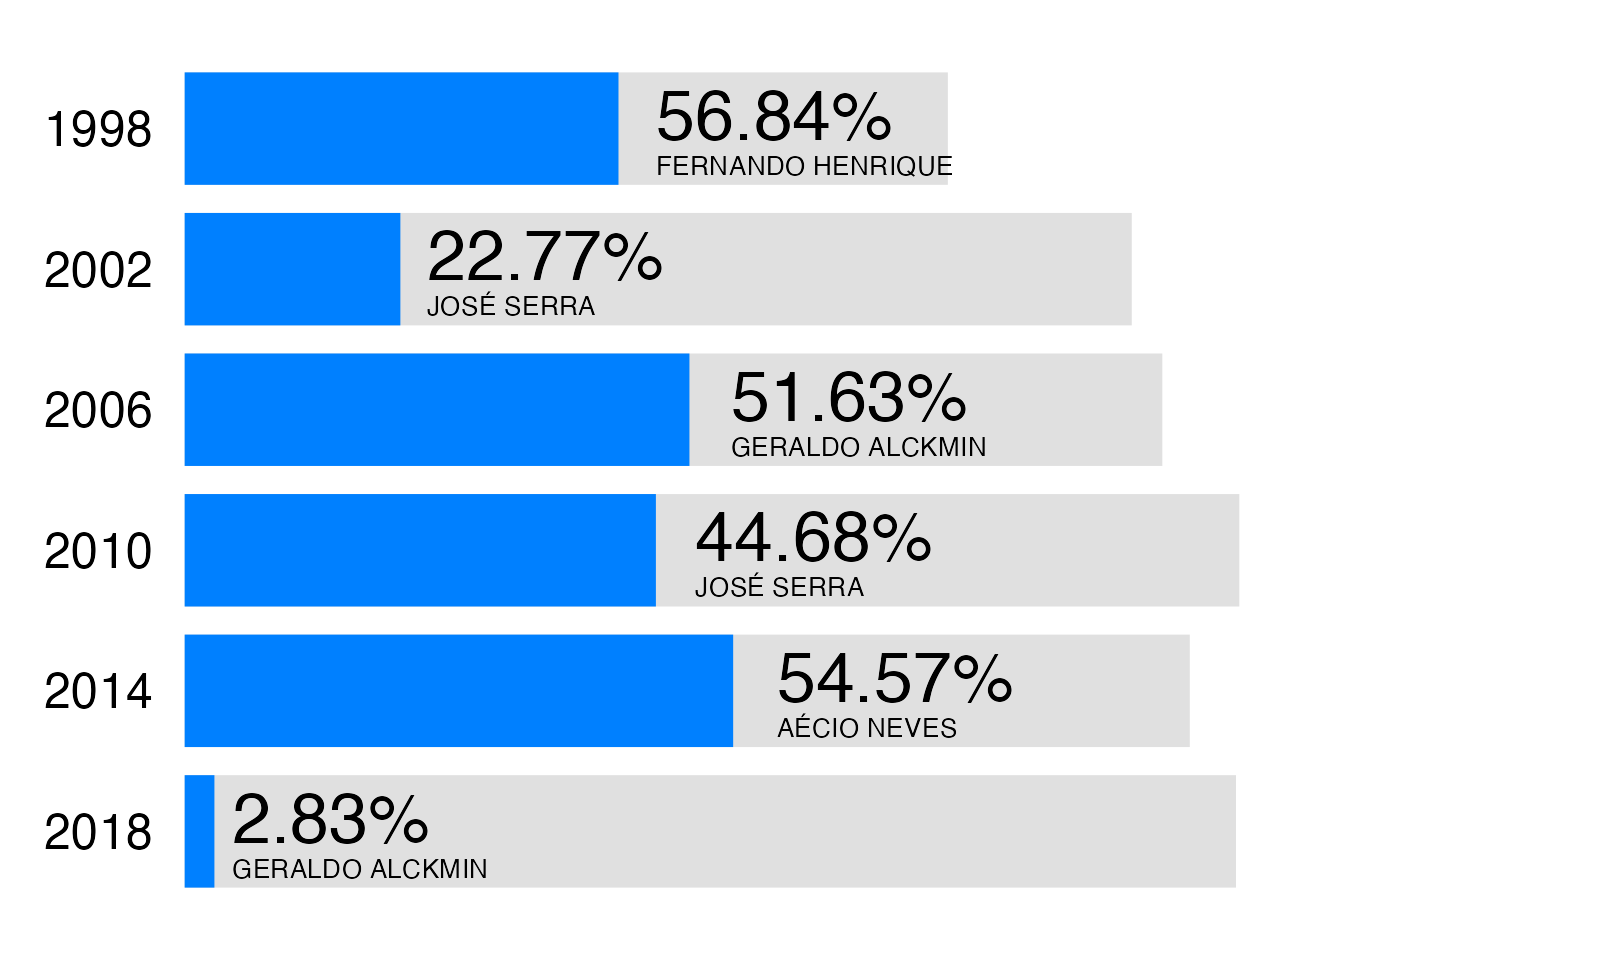 1998
56.84%
FERNANDO HENRIQUE
2002
22.77%
JOSÉ SERRA
2006
51.63%
GERALDO ALCKMIN
2010
44.68%
JOSÉ SERRA
2014
54.57%
AÉCIO NEVES
2018
2.83%
GERALDO ALCKMIN